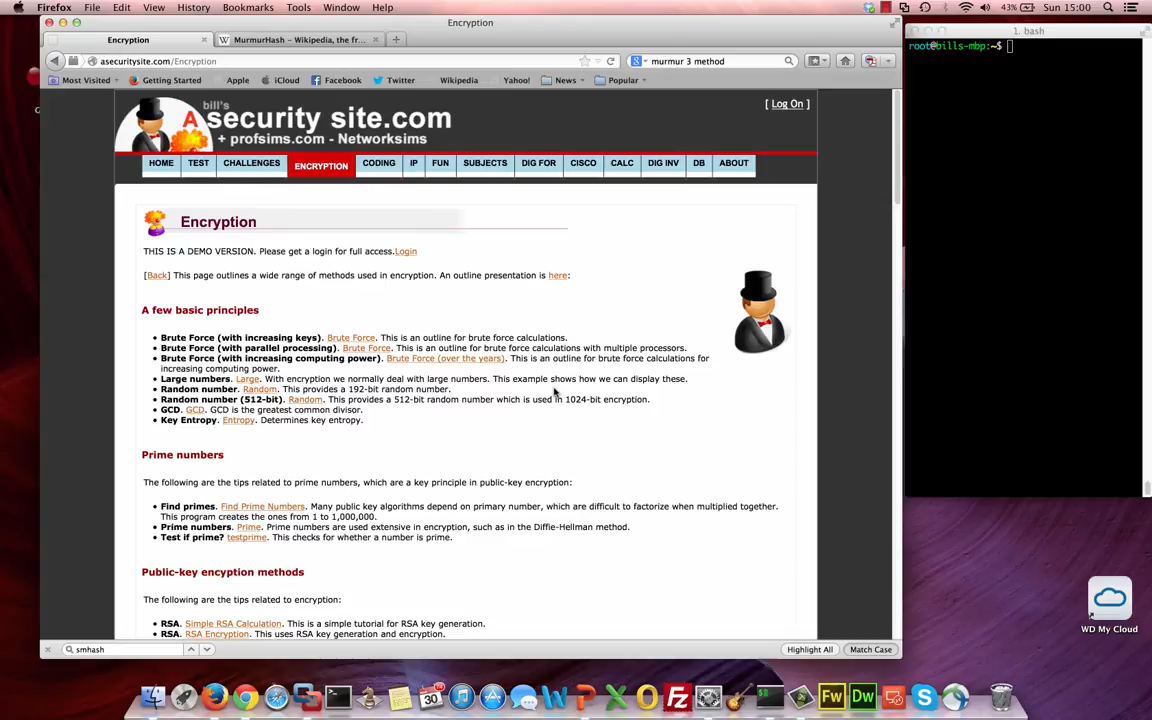 Firefox File Edit View History Bookmarks Tools Window Help 43% Sun 15:00
Encryption
Encryption MurmurHash – Wikipedia, the fr...
asecuritysite.com/Encryption murmur 3 method
Most Visited Getting Started Apple iCloud Facebook Twitter Wikipedia Yahoo! News Popular
1. bash
root@bills-mbp:~$
bill's
A security site.com
+ profsims.com - Networksims
[ Log On ]
HOME TEST CHALLENGES ENCRYPTION CODING IP FUN SUBJECTS DIG FOR CISCO CALC DIG INV DB ABOUT
Encryption
THIS IS A DEMO VERSION. Please get a login for full access.Login
[Back] This page outlines a wide range of methods used in encryption. An outline presentation is here:
A few basic principles
Brute Force (with increasing keys). Brute Force. This is an outline for brute force calculations.
Brute Force (with parallel processing). Brute Force. This is an outline for brute force calculations with multiple processors.
Brute Force (with increasing computing power). Brute Force (over the years). This is an outline for brute force calculations for
increasing computing power.
Large numbers. Large. With encryption we normally deal with large numbers. This example shows how we can display these.
Random number. Random. This provides a 192-bit random number.
Random number (512-bit). Random. This provides a 512-bit random number which is used in 1024-bit encryption.
GCD. GCD. GCD is the greatest common divisor.
Key Entropy. Entropy. Determines key entropy.
Prime numbers
The following are the tips related to prime numbers, which are a key principle in public-key encryption:
Find primes. Find Prime Numbers. Many public key algorithms depend on primary number, which are difficult to factorize when multiplied together.
This program creates the ones from 1 to 1,000,000.
Prime numbers. Prime. Prime numbers are used extensive in encryption, such as in the Diffie-Hellman method.
Test if prime? testprime. This checks for whether a number is prime.
Public-key encryption methods
The following are the tips related to encryption:
RSA. Simple RSA Calculation. This is a simple tutorial for RSA key generation.
RSA. RSA Encryption. This uses RSA key generation and encryption.
WD My Cloud
smhash Highlight All Match Case
30
Fw Dw